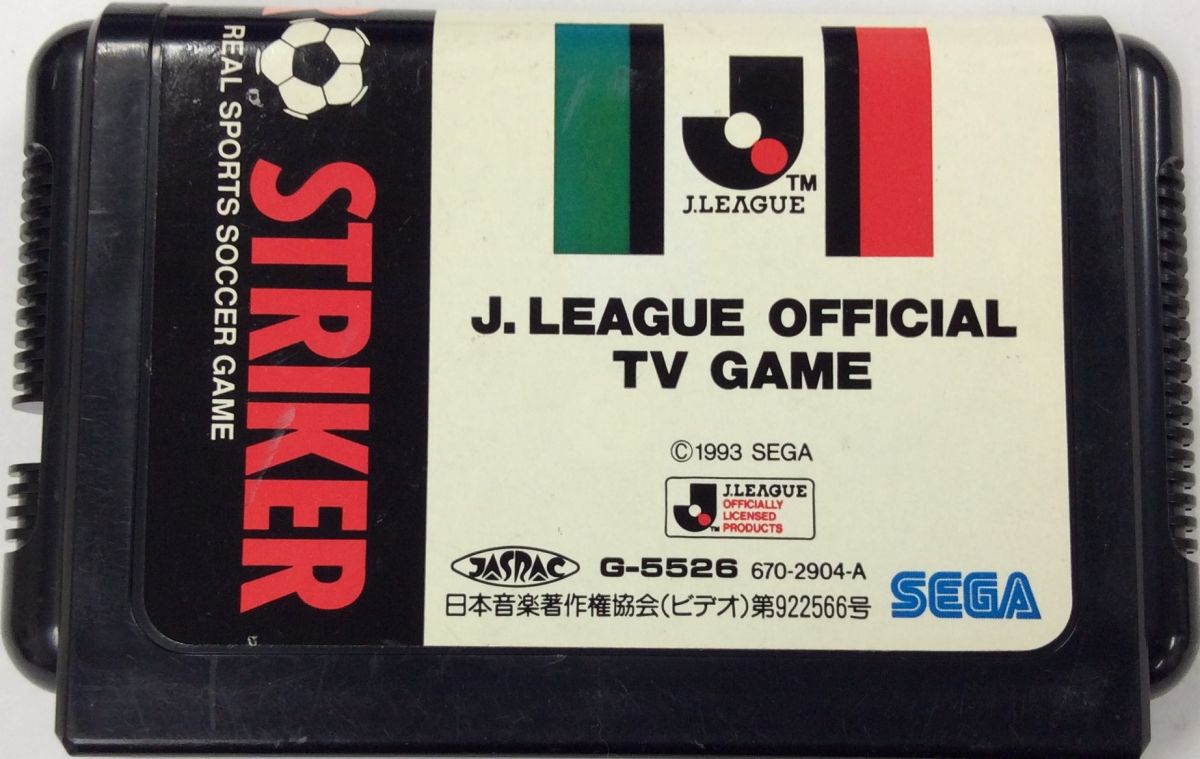 STRIKER
REAL SPORTS SOCCER GAME
TM
J.LEAGUE
J. LEAGUE OFFICIAL
TV GAME
©1993 SEGA
J.LEAGUE
OFFICIALLY
LICENSED
TM PRODUCTS
JASRAC G-5526 670-2904-A
日本音楽著作権協会(ビデオ)第922566号
SEGA